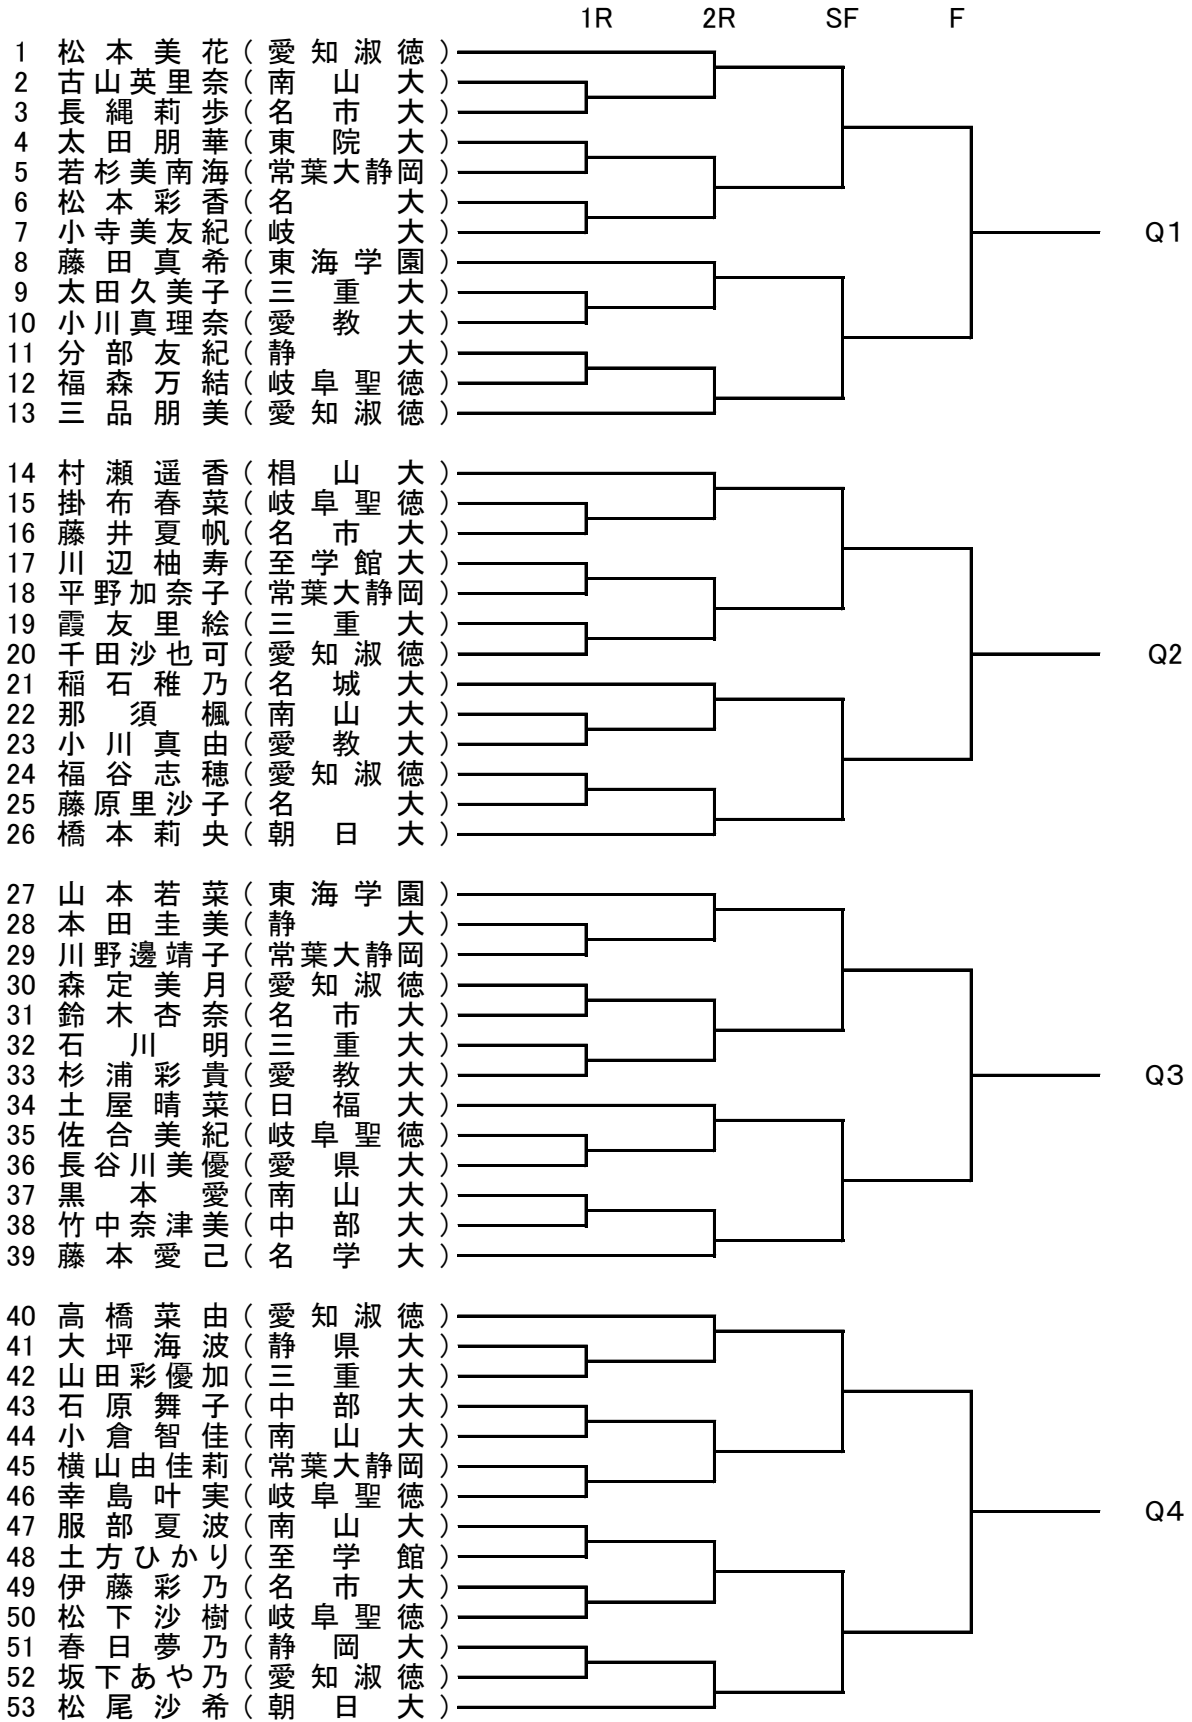 1R 2R SF F
1 松本美花(愛知淑徳)
2 古山英里奈(南山大)
3 長縄莉歩(名市大)
4 太田朋華(東院大)
5 若杉美南海(常葉大静岡)
6 松本彩香(名大)
7 小寺美友紀(岐大)
Q1
8 藤田真希(東海学園)
9 太田久美子(三重大)
10 小川真理奈(愛教大)
11 分部友紀(静大)
12 福森万結(岐阜聖徳)
13 三品朋美(愛知淑徳)
14 村瀬遥香(椙山大)
15 掛布春菜(岐阜聖徳)
16 藤井夏帆(名市大)
17 川辺柚寿(至学館大)
18 平野加奈子(常葉大静岡)
19 霞友里絵(三重大)
20 千田沙也可(愛知淑徳)
Q2
21 稲石稚乃(名城大)
22 那須楓(南山大)
23 小川真由(愛教大)
24 福谷志穂(愛知淑徳)
25 藤原里沙子(名大)
26 橋本莉央(朝日大)
27 山本若菜(東海学園)
28 本田圭美(静大)
29 川野邊靖子(常葉大静岡)
30 森定美月(愛知淑徳)
31 鈴木杏奈(名市大)
32 石川明(三重大)
33 杉浦彩貴(愛教大)
Q3
34 土屋晴菜(日福大)
35 佐合美紀(岐阜聖徳)
36 長谷川美優(愛県大)
37 黒本愛(南山大)
38 竹中奈津美(中部大)
39 藤本愛己(名学大)
40 高橋菜由(愛知淑徳)
41 大坪海波(静県大)
42 山田彩優加(三重大)
43 石原舞子(中部大)
44 小倉智佳(南山大)
45 横山由佳莉(常葉大静岡)
46 幸島叶実(岐阜聖徳)
Q4
47 服部夏波(南山大)
48 土方ひかり(至学館)
49 伊藤彩乃(名市大)
50 松下沙樹(岐阜聖徳)
51 春日夢乃(静岡大)
52 坂下あや乃(愛知淑徳)
53 松尾沙希(朝日大)